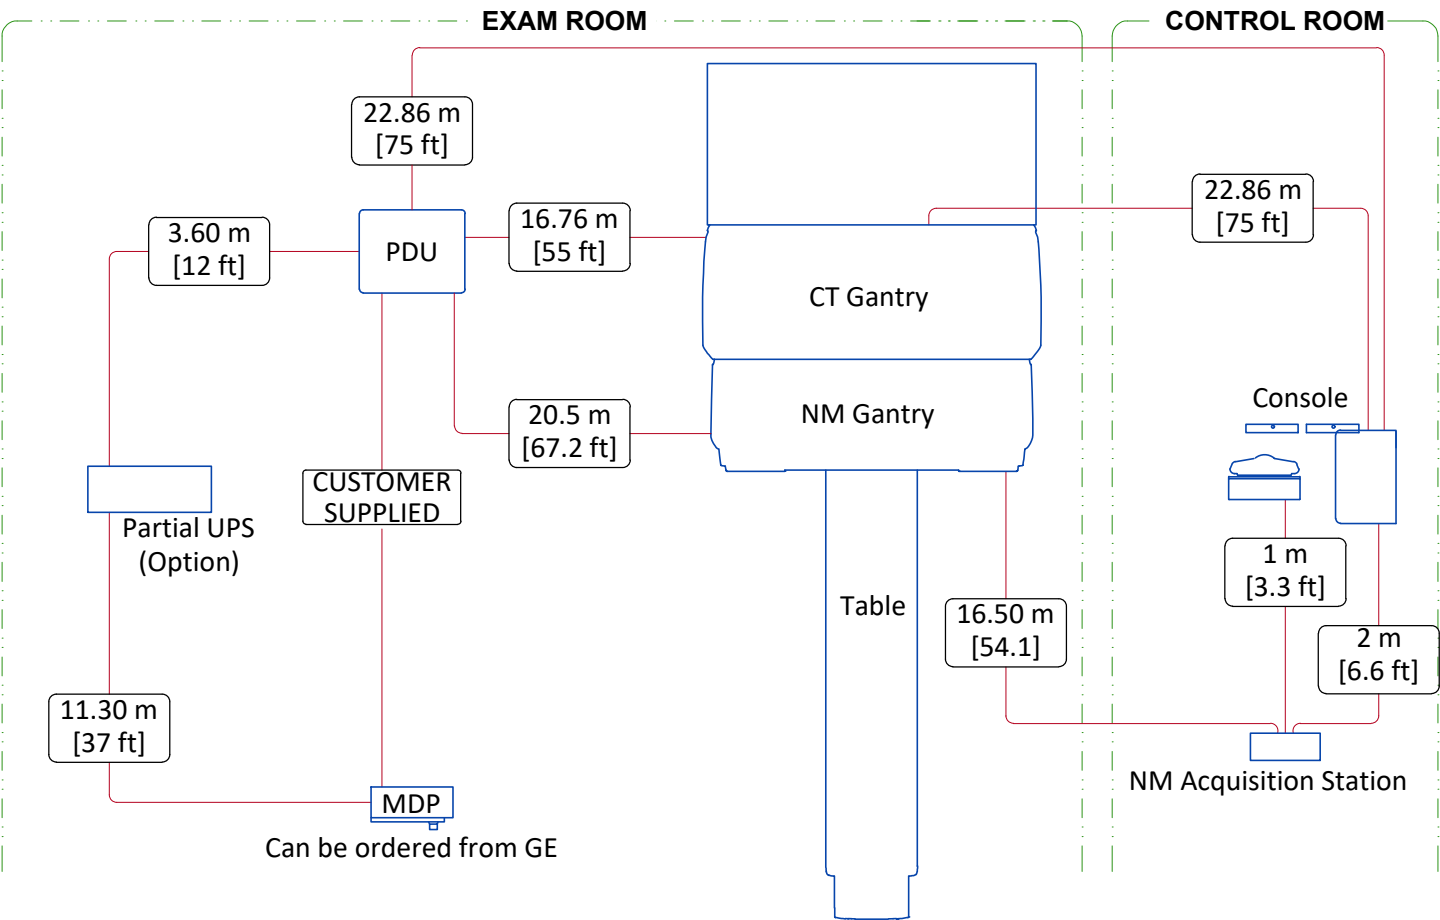 EXAM ROOM
CONTROL ROOM
22.86 m
[75 ft]
3.60 m
[12 ft]
PDU
16.76 m
[55 ft]
22.86 m
[75 ft]
CT Gantry
20.5 m
[67.2 ft]
NM Gantry
Console
CUSTOMER
SUPPLIED
Partial UPS
(Option)
1 m
[3.3 ft]
Table
16.50 m
[54.1]
2 m
[6.6 ft]
11.30 m
[37 ft]
NM Acquisition Station
MDP
Can be ordered from GE